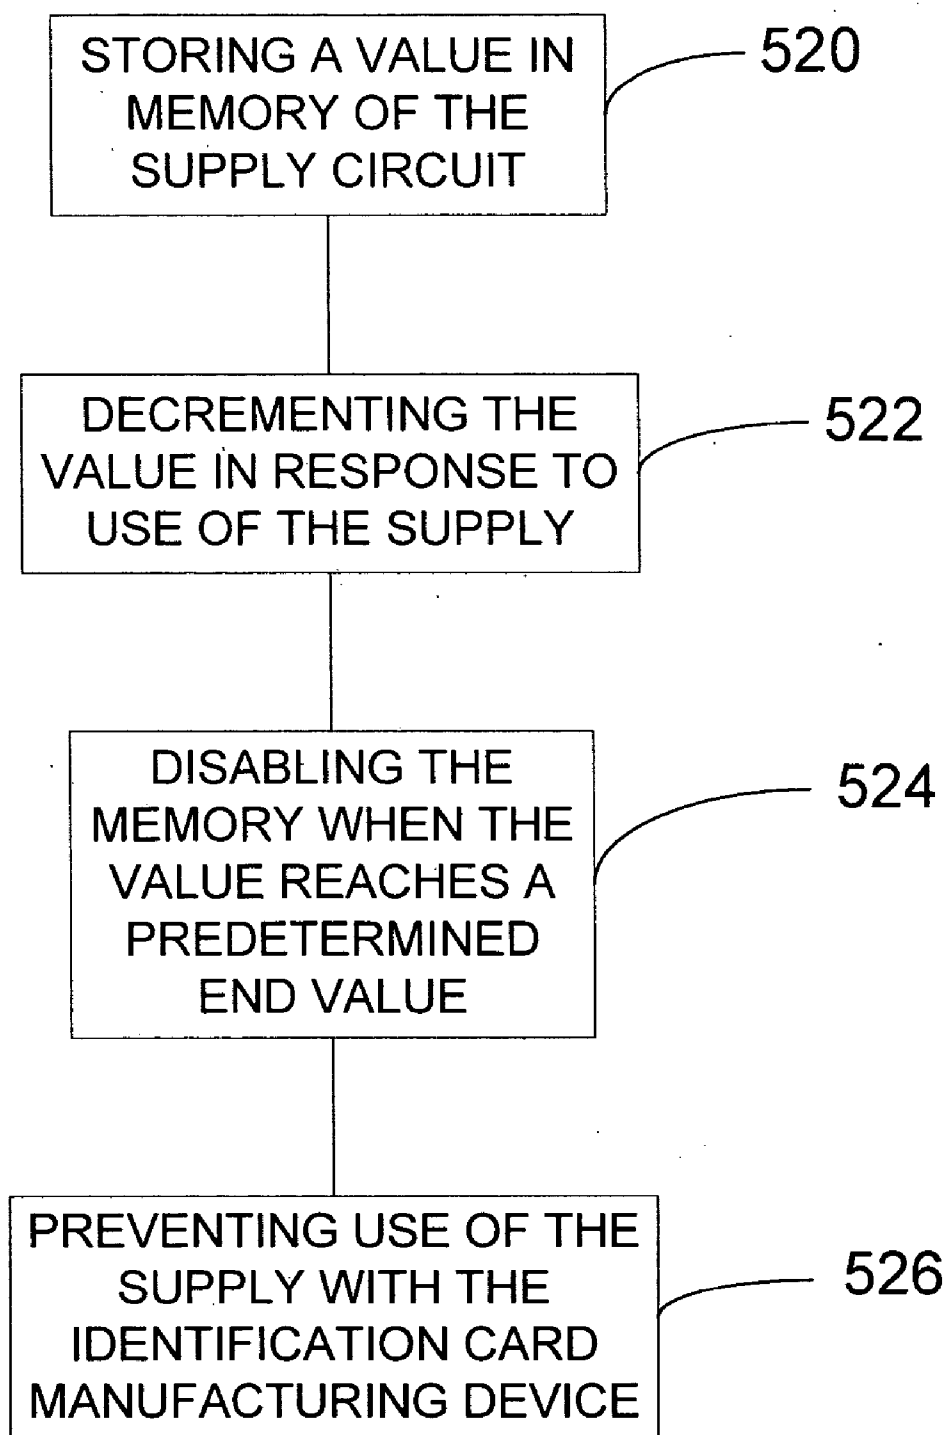 STORING A VALUE IN
MEMORY OF THE
SUPPLY CIRCUIT
520
DECREMENTING THE
VALUE IN RESPONSE TO
USE OF THE SUPPLY
522
DISABLING THE
MEMORY WHEN THE
VALUE REACHES A
PREDETERMINED
END VALUE
524
PREVENTING USE OF THE
SUPPLY WITH THE
IDENTIFICATION CARD
MANUFACTURING DEVICE
526